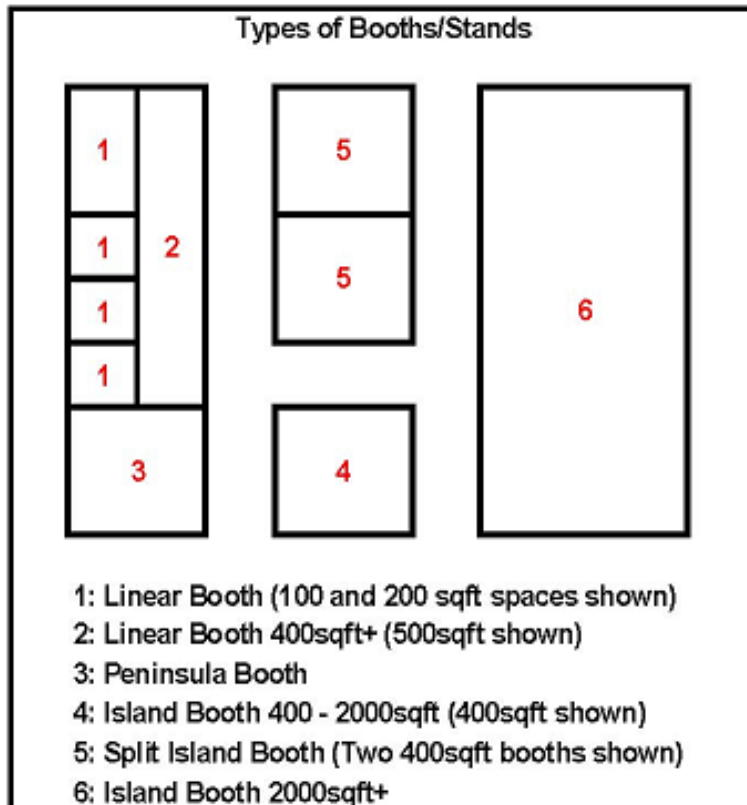 Types of Booths/Stands
1
5
1
2
5
1
6
1
3
4
1: Linear Booth (100 and 200 sqft spaces shown)
2: Linear Booth 400sqft+ (500sqft shown)
3: Peninsula Booth
4: Island Booth 400 - 2000sqft (400sqft shown)
5: Split Island Booth (Two 400sqft booths shown)
6: Island Booth 2000sqft+